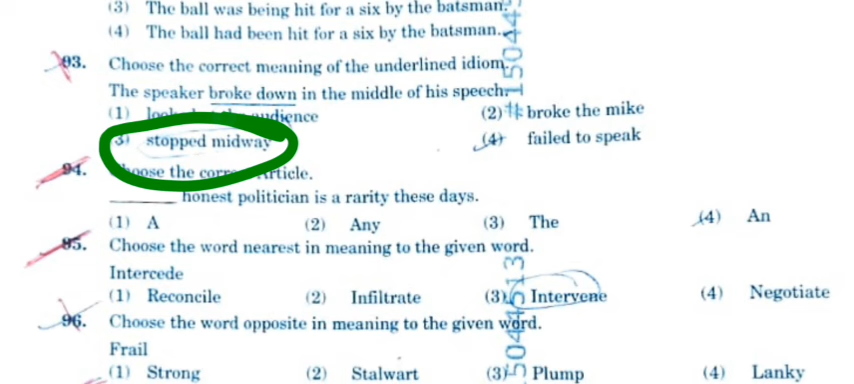 (3) The ball was being hit for a six by the batsman.
(4) The ball had been hit for a six by the batsman.
93. Choose the correct meaning of the underlined idiom.
The speaker broke down in the middle of his speech.
(1) audience (2) broke the mike
(3) stopped midway (4) failed to speak
94. Choose the correct Article.
______ honest politician is a rarity these days.
(1) A (2) Any (3) The (4) An
95. Choose the word nearest in meaning to the given word.
Intercede
(1) Reconcile (2) Infiltrate (3) Intervene (4) Negotiate
96. Choose the word opposite in meaning to the given word.
Frail
(1) Strong (2) Stalwart (3) Plump (4) Lanky